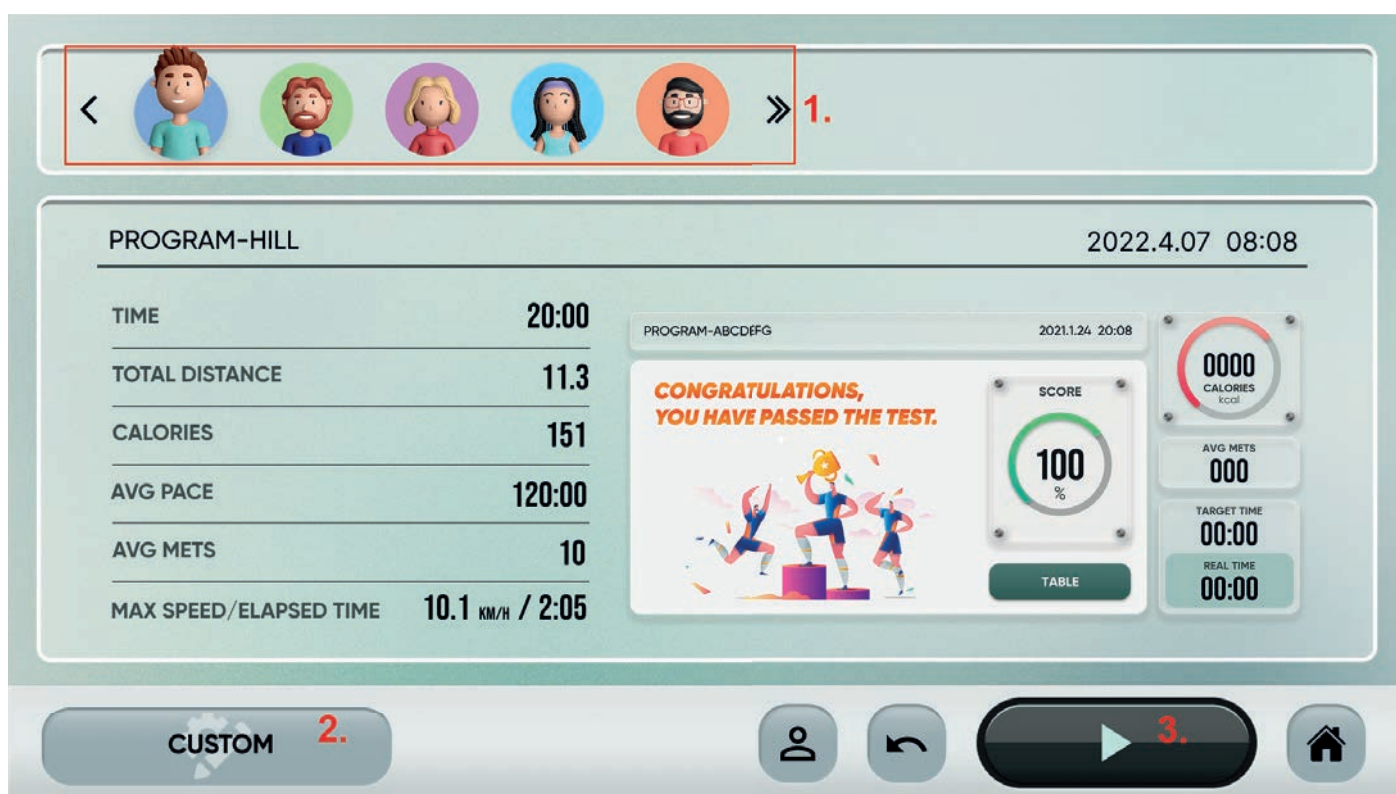 1.
PROGRAM-HILL
2022.4.07 08:08
TIME 20:00
TOTAL DISTANCE 11.3
CALORIES 151
AVG PACE 120:00
AVG METS 10
MAX SPEED/ELAPSED TIME 10.1 KM/H / 2:05
PROGRAM-ABCDEFG
2021.1.24 20:08
CONGRATULATIONS,
YOU HAVE PASSED THE TEST.
SCORE
100
%
TABLE
0000
CALORIES
kcal
AVG METS
000
TARGET TIME
00:00
REAL TIME
00:00
CUSTOM
2.
3.